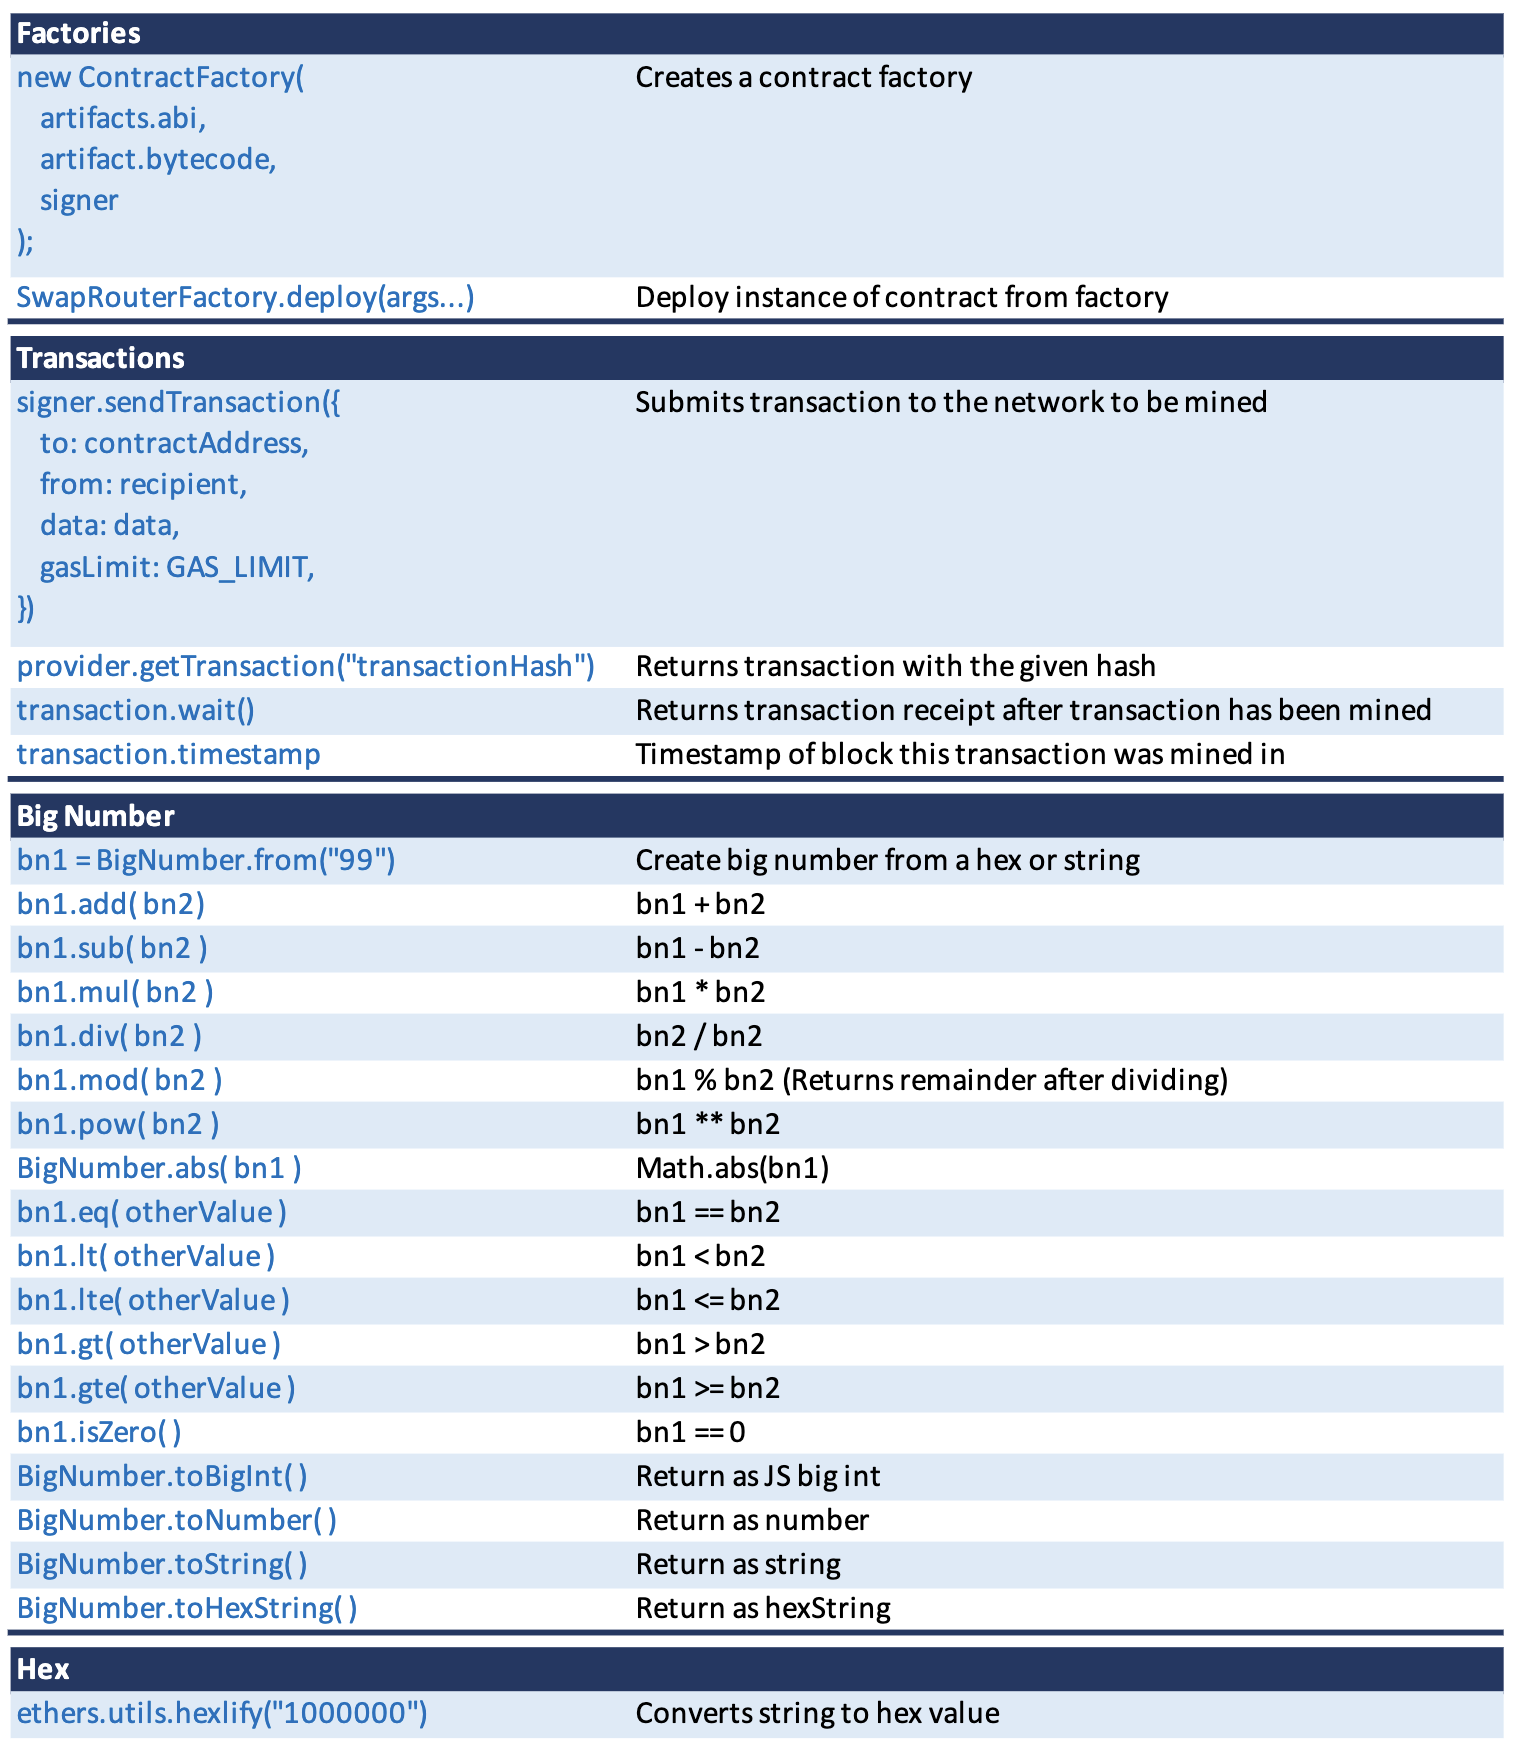 Factories
new ContractFactory(
Creates a contract factory
artifacts.abi,
artifact.bytecode,
signer
);
SwapRouterFactory.deploy(args...)
Deploy instance of contract from factory
Transactions
signer.sendTransaction({
Submits transaction to the network to be mined
to: contractAddress,
from: recipient,
data: data,
gasLimit: GAS_LIMIT,
})
provider.getTransaction("transactionHash")
Returns transaction with the given hash
transaction.wait()
Returns transaction receipt after transaction has been mined
transaction.timestamp
Timestamp of block this transaction was mined in
Big Number
bn1 = BigNumber.from("99")
Create big number from a hex or string
bn1.add( bn2)
bn1 + bn2
bn1.sub( bn2 )
bn1 - bn2
bn1.mul( bn2 )
bn1 * bn2
bn1.div( bn2 )
bn2 / bn2
bn1.mod( bn2 )
bn1 % bn2 (Returns remainder after dividing)
bn1.pow( bn2 )
bn1 ** bn2
BigNumber.abs( bn1 )
Math.abs(bn1)
bn1.eq( otherValue )
bn1 == bn2
bn1.lt( otherValue )
bn1 < bn2
bn1.lte( otherValue )
bn1 <= bn2
bn1.gt( otherValue )
bn1 > bn2
bn1.gte( otherValue )
bn1 >= bn2
bn1.isZero( )
bn1 == 0
BigNumber.toBigInt( )
Return as JS big int
BigNumber.toNumber( )
Return as number
BigNumber.toString( )
Return as string
BigNumber.toHexString( )
Return as hexString
Hex
ethers.utils.hexlify("1000000")
Converts string to hex value